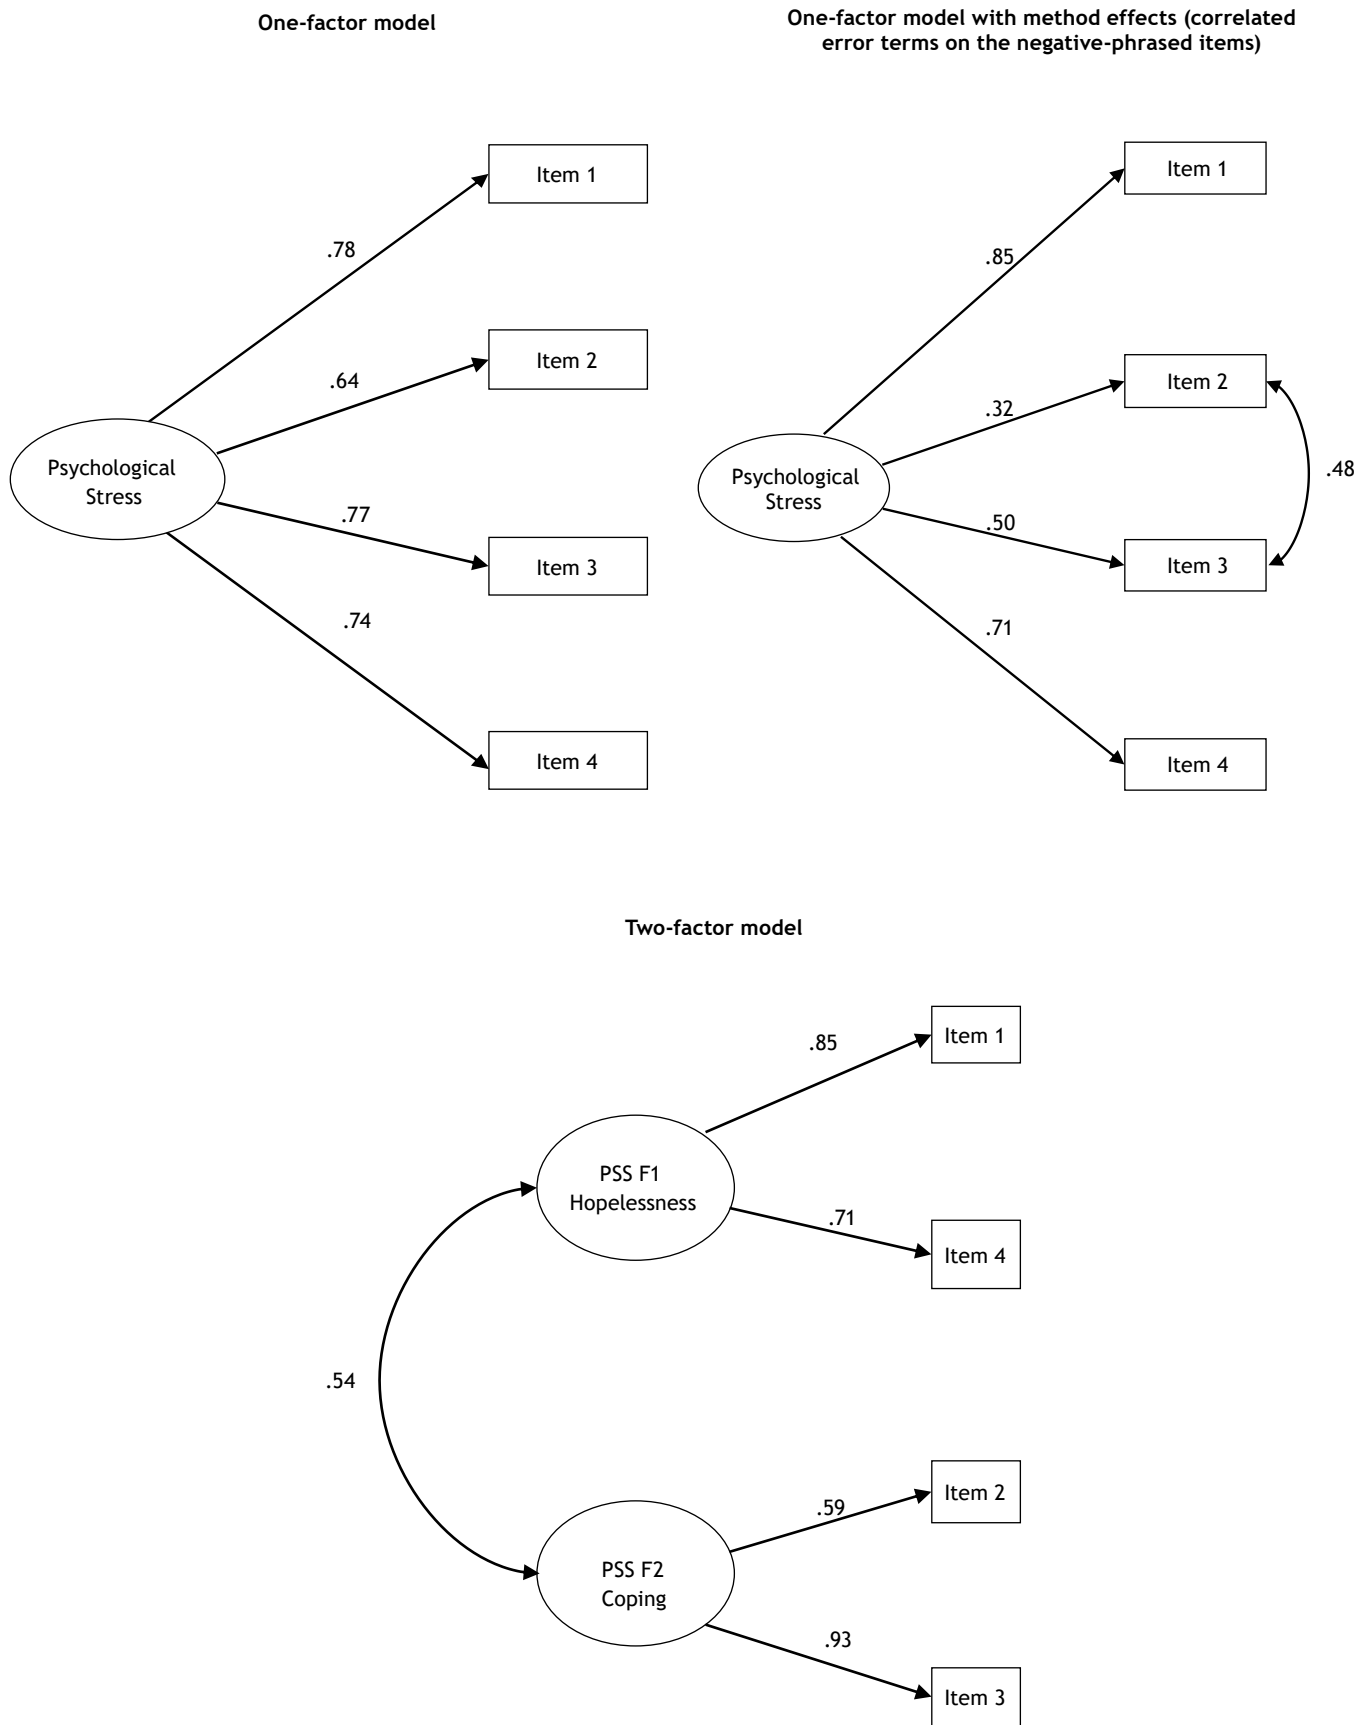 One-factor model
Item 1
.78
Item 2
.64
Psychological
Stress
.77
Item 3
.74
Item 4
One-factor model with method effects (correlated
error terms on the negative-phrased items)
Item 1
.85
Item 2
.32
.48
Psychological
Stress
.50
Item 3
.71
Item 4
Two-factor model
Item 1
.85
PSS F1
Hopelessness
.71
Item 4
.54
Item 2
.59
PSS F2
Coping
.93
Item 3